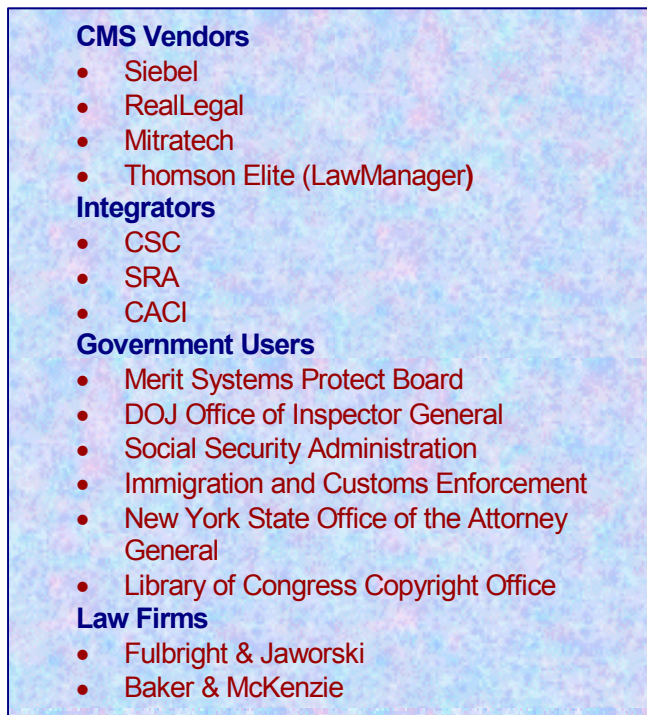 CMS Vendors
• Siebel
• RealLegal
• Mitratech
• Thomson Elite (LawManager)
Integrators
• CSC
• SRA
• CACI
Government Users
• Merit Systems Protect Board
• DOJ Office of Inspector General
• Social Security Administration
• Immigration and Customs Enforcement
• New York State Office of the Attorney
General
• Library of Congress Copyright Office
Law Firms
• Fulbright & Jaworski
• Baker & McKenzie